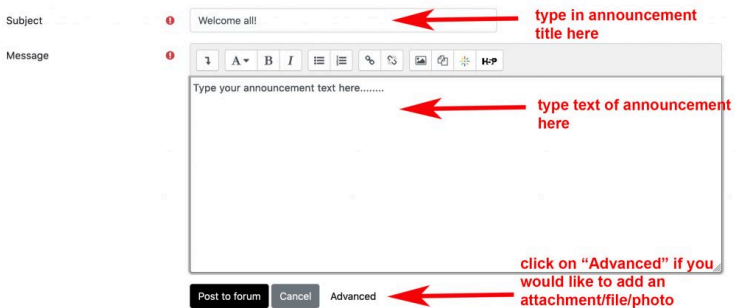 Subject
Welcome all!
type in announcement
title here
Message
A B I H-P
Type your announcement text here........
type text of announcement
here
click on “Advanced” if you
would like to add an
attachment/file/photo
Post to forum Cancel Advanced